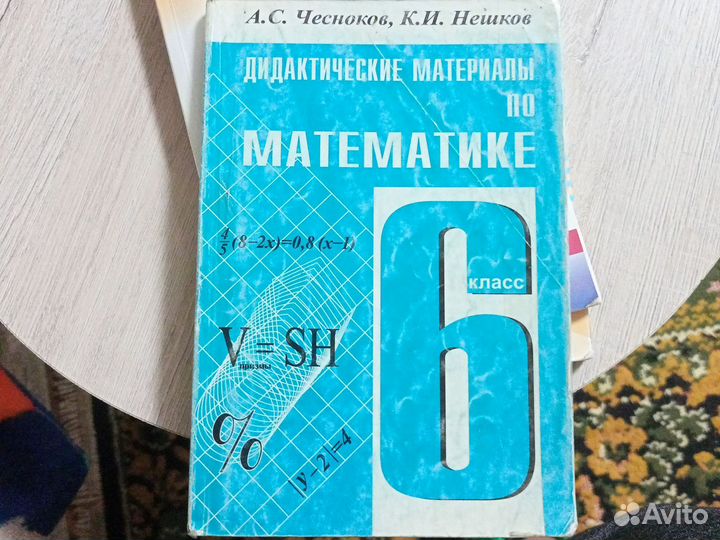 А.С. Чесноков, К.И. Нешков
ДИДАКТИЧЕСКИЕ МАТЕРИАЛЫ
ПО
МАТЕМАТИКЕ
4/5(8–2x)=0,8(x–1)
6
класс
V призмы = SH
%
|y–2|=4
Avito